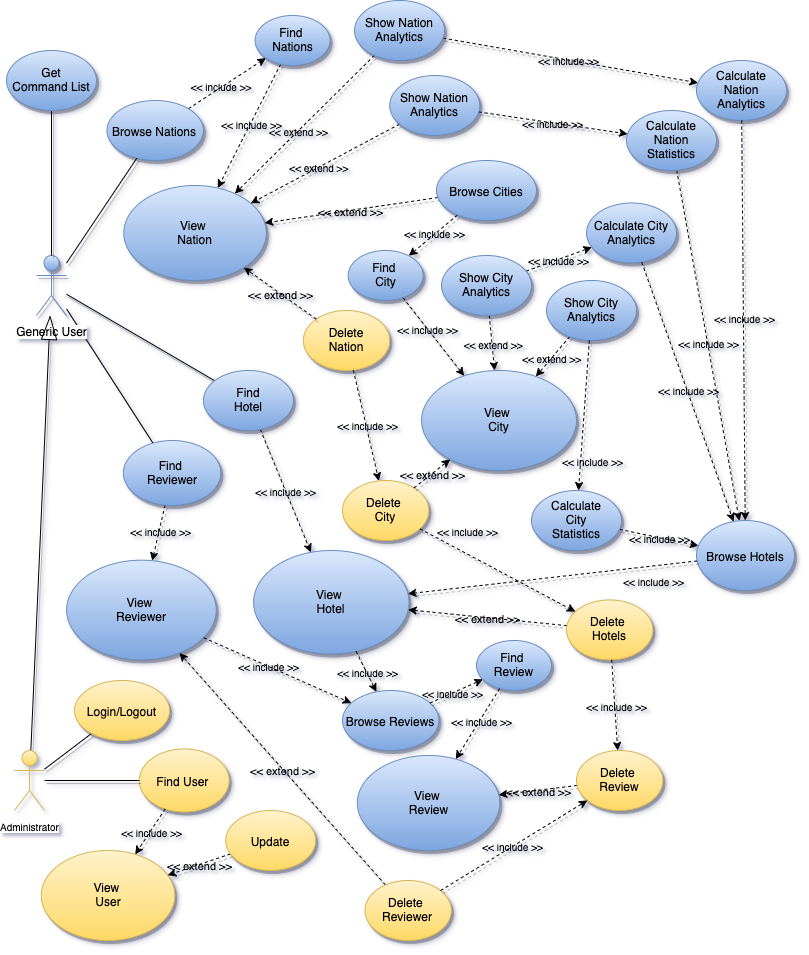 Show Nation
Analytics
Find
Nations
<< include >>
Get
Command List
Calculate
Nation
Analytics
<< include >>
Show Nation
Analytics
Browse Nations
<< include >>
<< extend >>
<< include >>
Calculate
Nation
Statistics
<< extend >>
Browse Cities
View
Nation
<< extend >>
<< include >>
Calculate City
Analytics
<< include >>
Find
City
Show City
Analytics
<< extend >>
Show City
Analytics
Generic User
<< include >>
<< include >>
Delete
Nation
<< extend >>
<< include >>
<< extend >>
Find
Hotel
<< include >>
View
City
<< include >>
Find
Reviewer
<< include >>
<< extend >>
<< include >>
Delete
City
Calculate
City
Statistics
<< include >>
<< include >>
<< include >>
Browse Hotels
<< include >>
View
Reviewer
View
Hotel
<< extend >>
Delete
Hotels
<< include >>
<< include >>
Find
Review
<< include >>
Login/Logout
Browse Reviews
<< include >>
<< include >>
<< extend >>
Find User
View
Review
<< extend >>
Delete
Review
Administrator
<< include >>
Update
<< include >>
<< extend >>
View
User
Delete
Reviewer